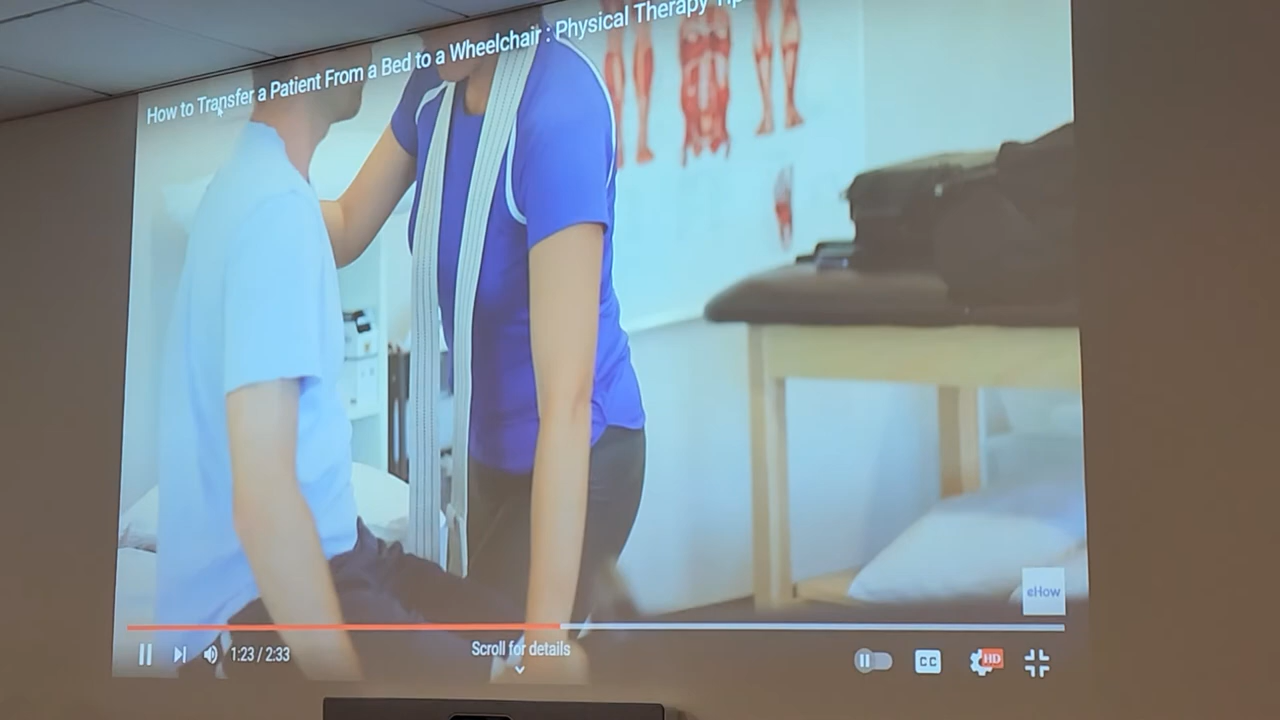 How to Transfer a Patient From a Bed to a Wheelchair : Physical Therapy
eHow
1:23 / 2:33
Scroll for details
CC
HD